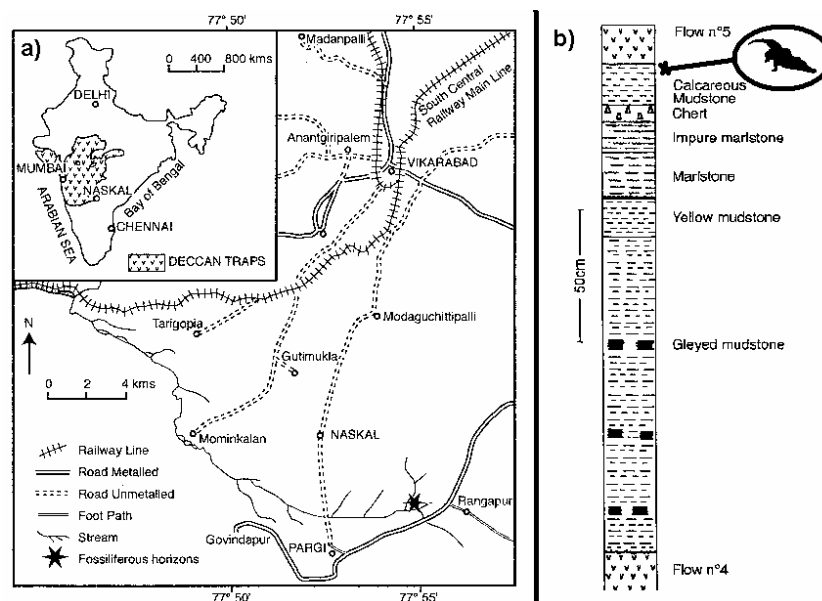 77° 50'
77° 55'
a)
0 400 800 kms
DELHI
MUMBAI
NASKAL
CHENNAI
ARABIAN SEA
Bay of Bengal
DECCAN TRAPS
Madanpalli
South Central
Railway Main Line
Anantgiripalem
VIKARABAD
Tarigopla
Modaguchittipalli
N
Gutimukla
0 2 4 kms
Mominkalan
NASKAL
Railway Line
Road Metalled
Road Unmetalled
Foot Path
Stream
Fossiliferous horizons
Govindapur
PARGI
Rangapur
77° 50'
77° 55'
b)
Flow n°5
Calcareous
Mudstone
Chert
Impure marlstone
Marlstone
Yellow mudstone
50cm
Gleyed mudstone
Flow n°4